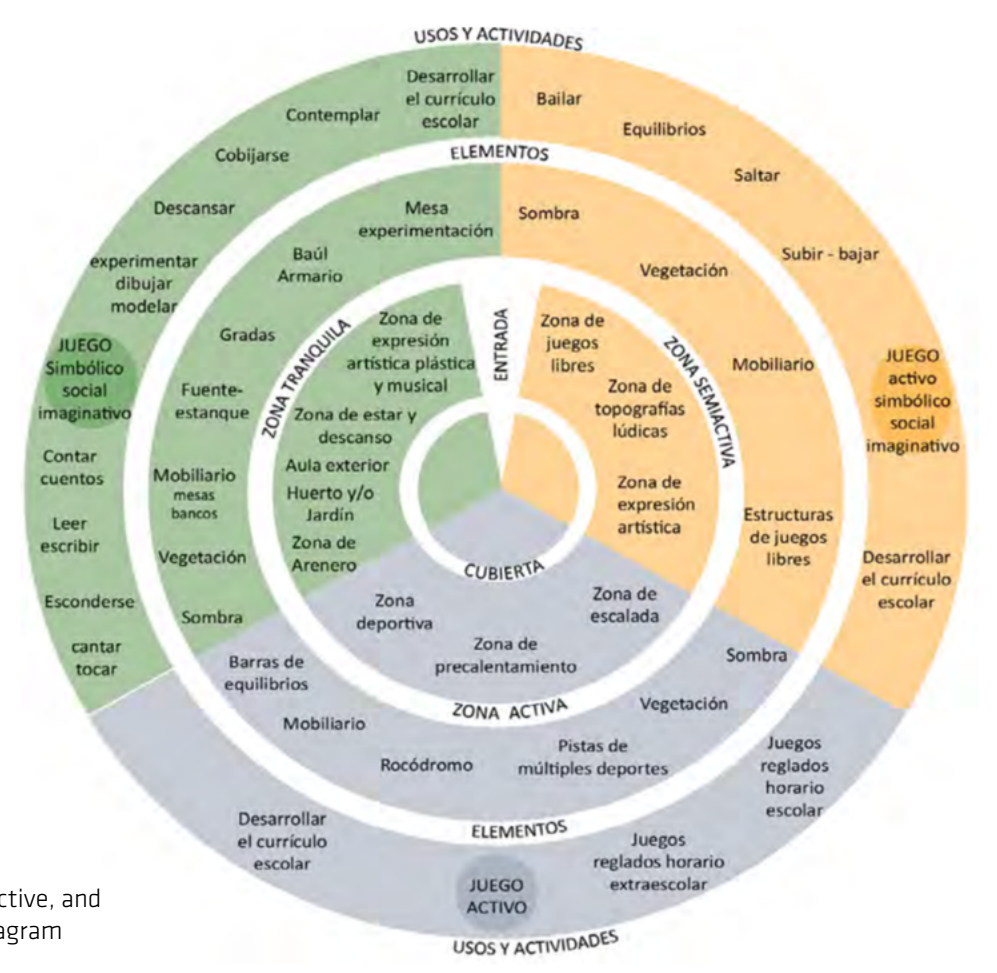 USOS Y ACTIVIDADES
Desarrollar
el currículo
escolar
Contemplar
Cobijarse
Descansar
experimentar
dibujar
modelar
JUEGO
Simbólico
social
imaginativo
Contar
cuentos
Leer
escribir
Esconderse
cantar
tocar
Bailar
Equilibrios
Saltar
Subir - bajar
JUEGO
activo
simbólico
social
imaginativo
Desarrollar
el currículo
escolar
ELEMENTOS
Mesa
experimentación
Baúl
Armario
Gradas
Fuente-
estanque
Mobiliario
mesas
bancos
Vegetación
Sombra
Sombra
Vegetación
Mobiliario
Estructuras
de juegos
libres
ZONA TRANQUILA
Zona de
expresión
artística plástica
y musical
Zona de estar y
descanso
Aula exterior
Huerto y/o
Jardín
Zona de
Arenero
ENTRADA
ZONA SEMIACTIVA
Zona de
juegos
libres
Zona de
topografías
lúdicas
Zona de
expresión
artística
CUBIERTA
Zona
deportiva
Zona de
precalentamiento
Zona de
escalada
ZONA ACTIVA
Barras de
equilibrios
Mobiliario
Rocódromo
Pistas de
múltiples deportes
Vegetación
Sombra
ELEMENTOS
Desarrollar
el currículo
escolar
JUEGO
ACTIVO
Juegos
reglados horario
extraescolar
Juegos
reglados
horario
escolar
USOS Y ACTIVIDADES
ctive, and
agram